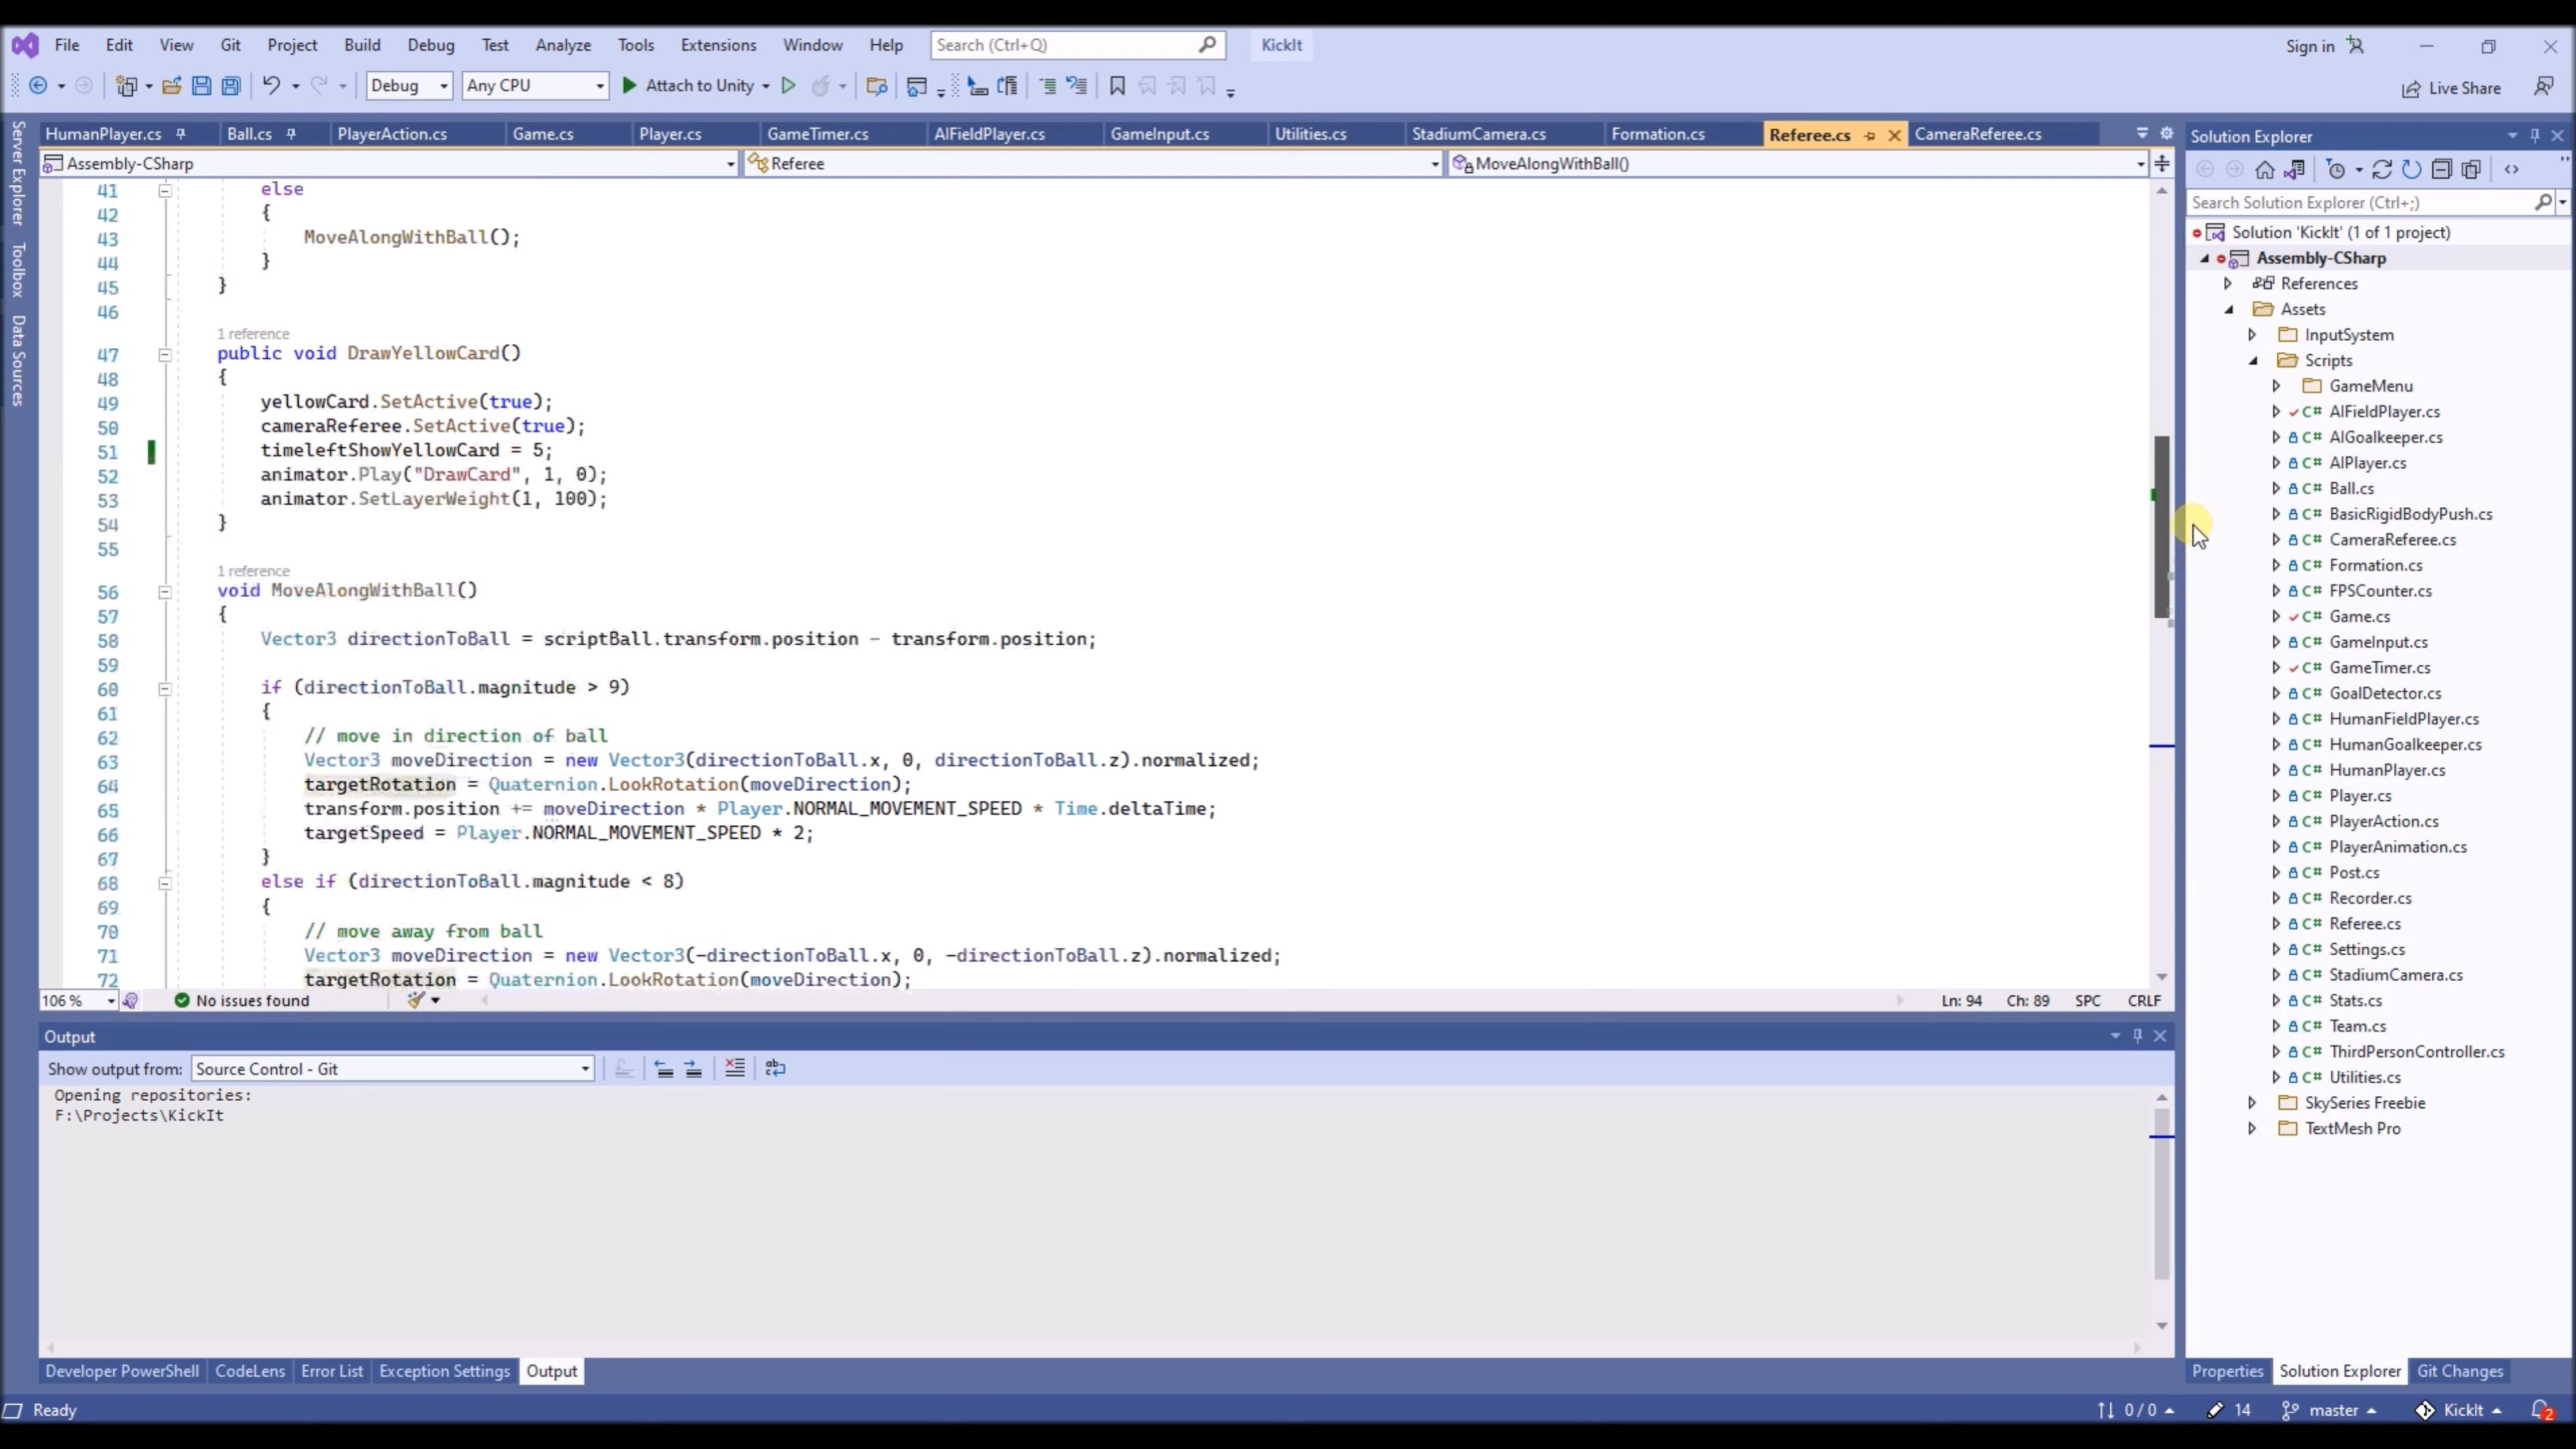 File Edit View Git Project Build Debug Test Analyze Tools Extensions Window Help Search (Ctrl+Q) KickIt Sign in
Debug Any CPU Attach to Unity Live Share
Server Explorer
Toolbox
Data Sources
HumanPlayer.cs Ball.cs PlayerAction.cs Game.cs Player.cs GameTimer.cs AIFieldPlayer.cs GameInput.cs Utilities.cs StadiumCamera.cs Formation.cs Referee.cs CameraReferee.cs
Assembly-CSharp Referee MoveAlongWithBall()
41 else
42 {
43 MoveAlongWithBall();
44 }
45 }
46
1 reference
47 public void DrawYellowCard()
48 {
49 yellowCard.SetActive(true);
50 cameraReferee.SetActive(true);
51 timeleftShowYellowCard = 5;
52 animator.Play("DrawCard", 1, 0);
53 animator.SetLayerWeight(1, 100);
54 }
55
1 reference
56 void MoveAlongWithBall()
57 {
58 Vector3 directionToBall = scriptBall.transform.position - transform.position;
59
60 if (directionToBall.magnitude > 9)
61 {
62 // move in direction of ball
63 Vector3 moveDirection = new Vector3(directionToBall.x, 0, directionToBall.z).normalized;
64 targetRotation = Quaternion.LookRotation(moveDirection);
65 transform.position += moveDirection * Player.NORMAL_MOVEMENT_SPEED * Time.deltaTime;
66 targetSpeed = Player.NORMAL_MOVEMENT_SPEED * 2;
67 }
68 else if (directionToBall.magnitude < 8)
69 {
70 // move away from ball
71 Vector3 moveDirection = new Vector3(-directionToBall.x, 0, -directionToBall.z).normalized;
72 targetRotation = Quaternion.LookRotation(moveDirection);
106 % No issues found Ln: 94 Ch: 89 SPC CRLF
Output
Show output from: Source Control - Git
Opening repositories:
F:\Projects\KickIt
Developer PowerShell CodeLens Error List Exception Settings Output
Solution Explorer
Search Solution Explorer (Ctrl+;)
Solution 'KickIt' (1 of 1 project)
Assembly-CSharp
References
Assets
InputSystem
Scripts
GameMenu
C# AIFieldPlayer.cs
C# AIGoalkeeper.cs
C# AIPlayer.cs
C# Ball.cs
C# BasicRigidBodyPush.cs
C# CameraReferee.cs
C# Formation.cs
C# FPSCounter.cs
C# Game.cs
C# GameInput.cs
C# GameTimer.cs
C# GoalDetector.cs
C# HumanFieldPlayer.cs
C# HumanGoalkeeper.cs
C# HumanPlayer.cs
C# Player.cs
C# PlayerAction.cs
C# PlayerAnimation.cs
C# Post.cs
C# Recorder.cs
C# Referee.cs
C# Settings.cs
C# StadiumCamera.cs
C# Stats.cs
C# Team.cs
C# ThirdPersonController.cs
C# Utilities.cs
SkySeries Freebie
TextMesh Pro
Properties Solution Explorer Git Changes
Ready 0 / 0 14 master KickIt 2